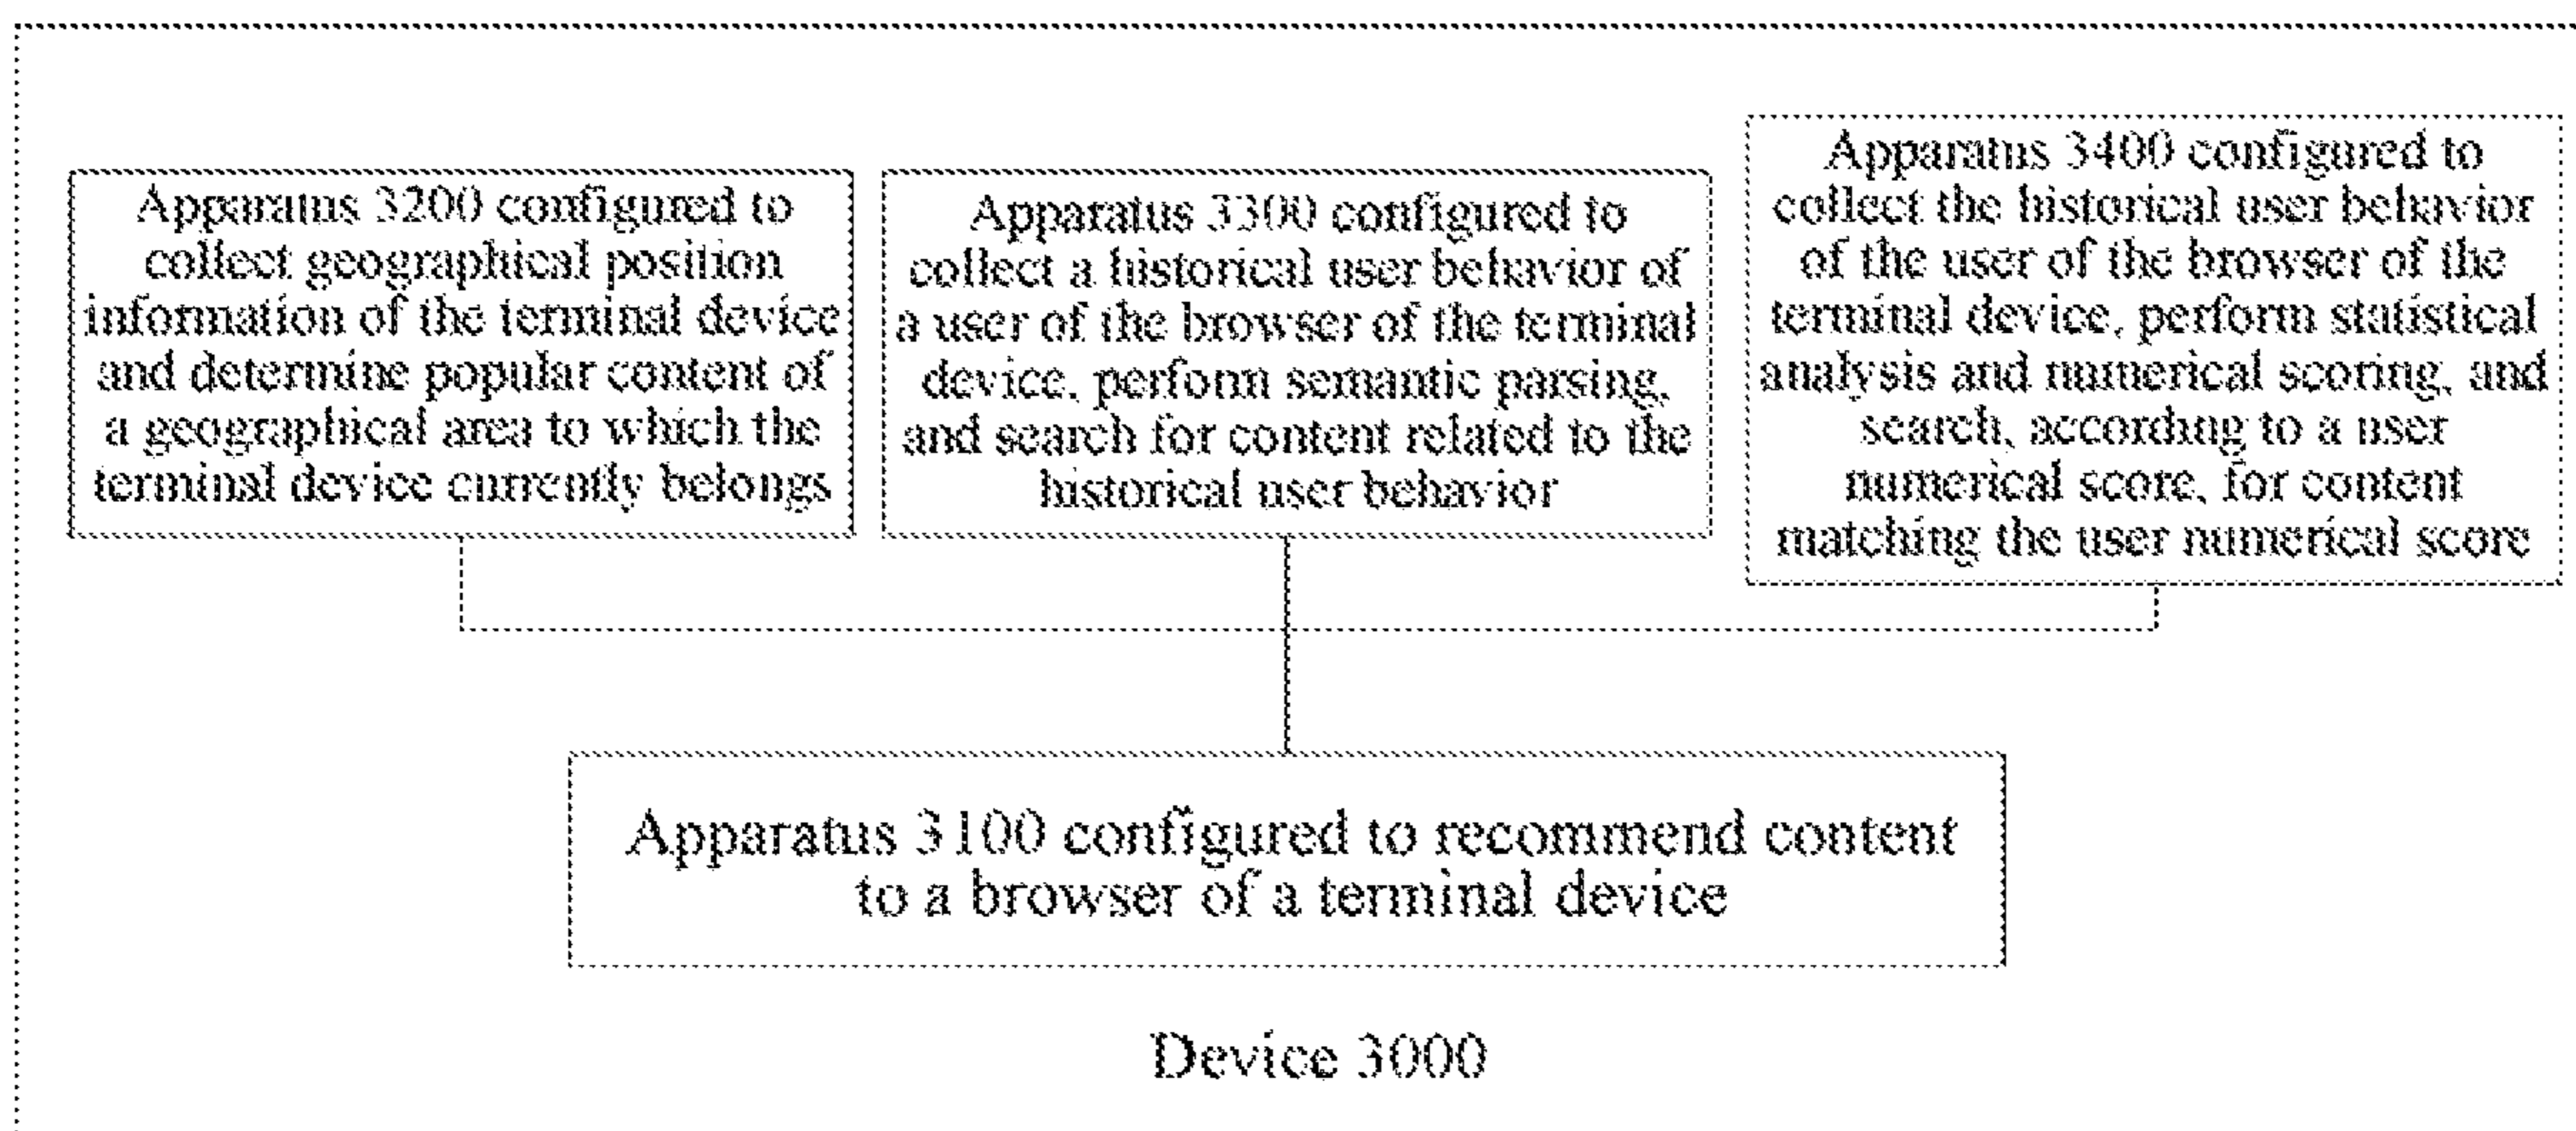 Apparatus 3200 configured to
collect geographical position
information of the terminal device
and determine popular content of
a geographical area to which the
terminal device currently belongs
Apparatus 3300 configured to
collect a historical user behavior of
a user of the browser of the terminal
device, perform semantic parsing,
and search for content related to the
historical user behavior
Apparatus 3400 configured to
collect the historical user behavior
of the user of the browser of the
terminal device, perform statistical
analysis and numerical scoring, and
search, according to a user
numerical score, for content
matching the user numerical score
Apparatus 3100 configured to recommend content
to a browser of a terminal device
Device 3000